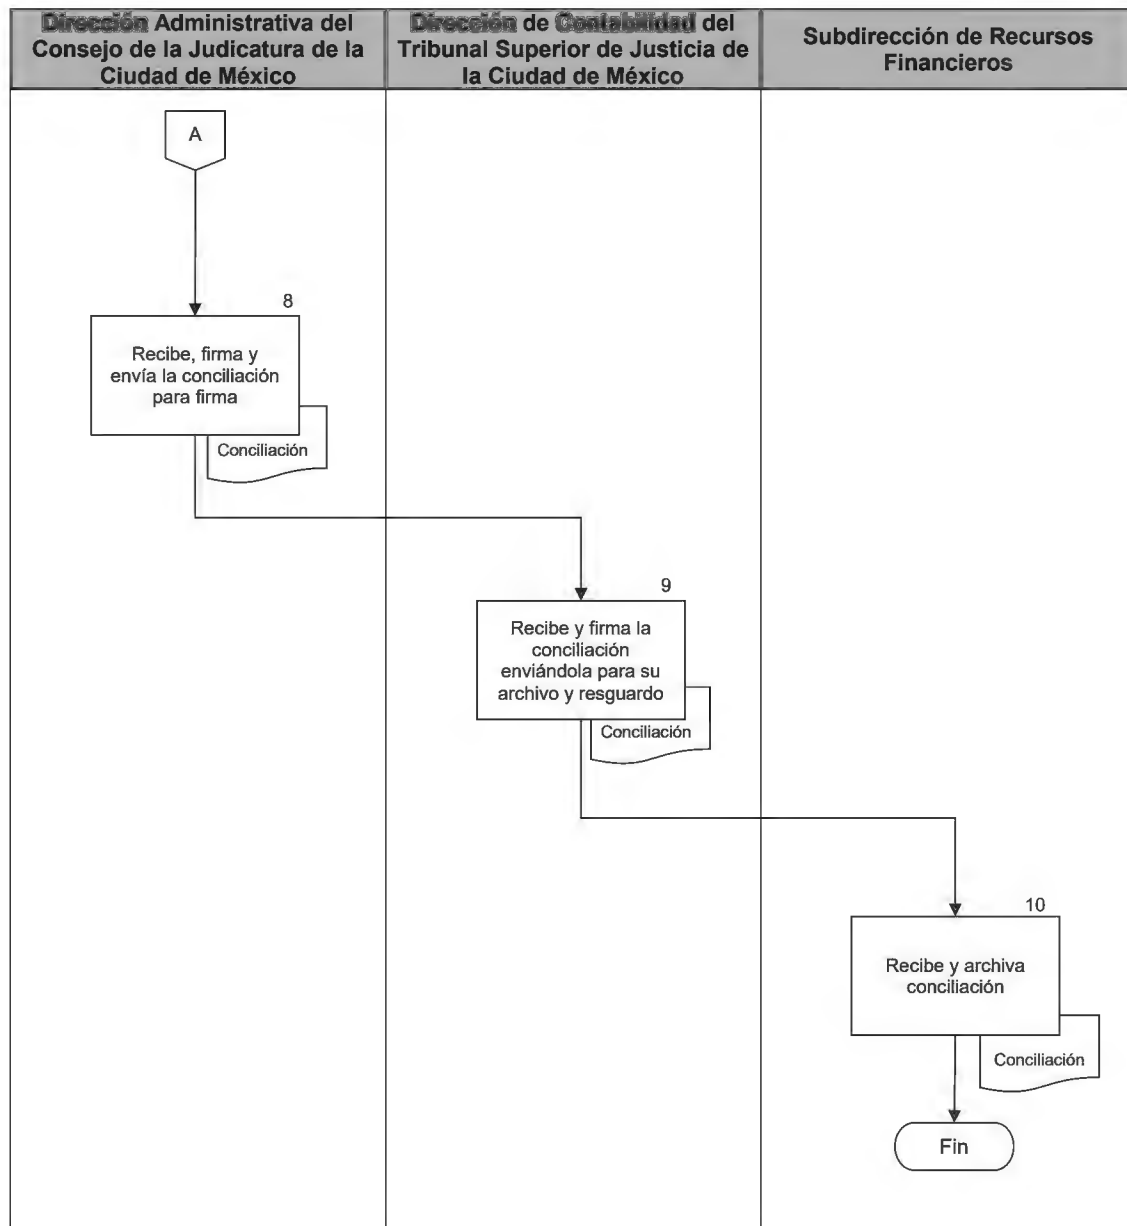 Dirección Administrativa del
Consejo de la Judicatura de la
Ciudad de México
Dirección de Contabilidad del
Tribunal Superior de Justicia de
la Ciudad de México
Subdirección de Recursos
Financieros
A
8
Recibe, firma y
envía la conciliación
para firma
Conciliación
9
Recibe y firma la
conciliación
enviándola para su
archivo y resguardo
Conciliación
10
Recibe y archiva
conciliación
Conciliación
Fin